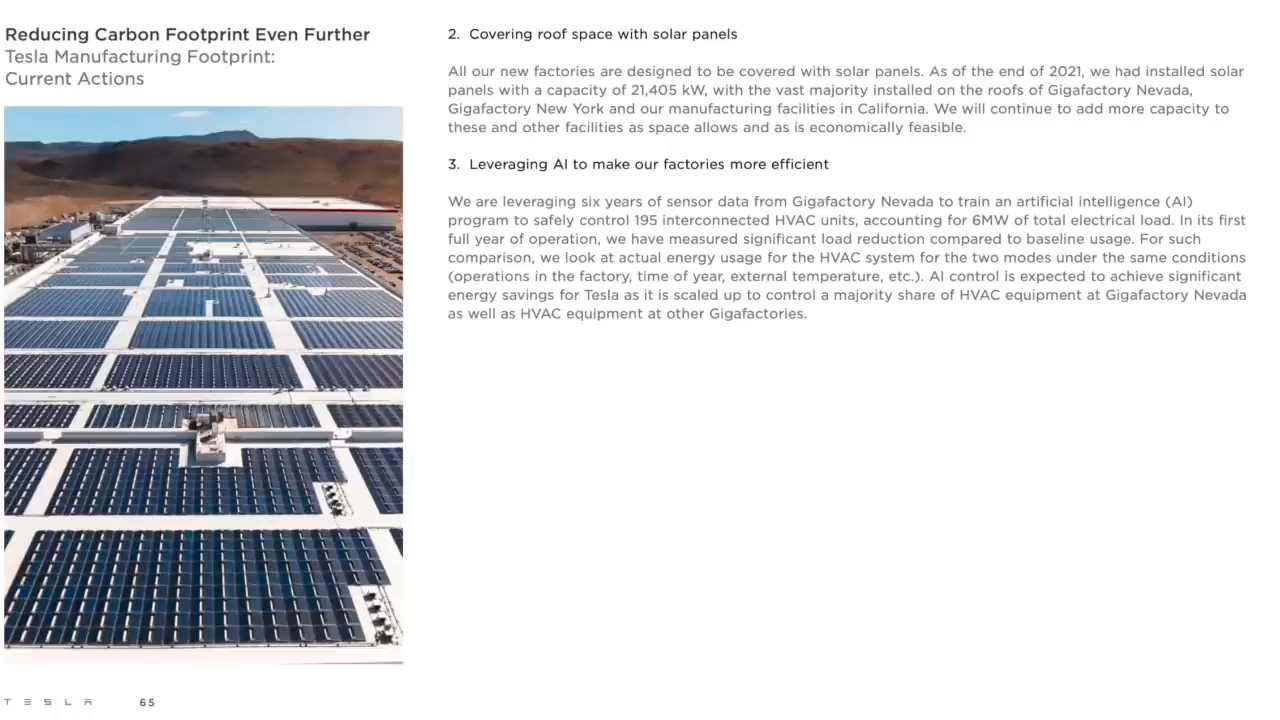 Reducing Carbon Footprint Even Further
Tesla Manufacturing Footprint:
Current Actions
2. Covering roof space with solar panels
All our new factories are designed to be covered with solar panels. As of the end of 2021, we had installed solar
panels with a capacity of 21,405 kW, with the vast majority installed on the roofs of Gigafactory Nevada,
Gigafactory New York and our manufacturing facilities in California. We will continue to add more capacity to
these and other facilities as space allows and as is economically feasible.
3. Leveraging AI to make our factories more efficient
We are leveraging six years of sensor data from Gigafactory Nevada to train an artificial intelligence (AI)
program to safely control 195 interconnected HVAC units, accounting for 6MW of total electrical load. In its first
full year of operation, we have measured significant load reduction compared to baseline usage. For such
comparison, we look at actual energy usage for the HVAC system for the two modes under the same conditions
(operations in the factory, time of year, external temperature, etc.). AI control is expected to achieve significant
energy savings for Tesla as it is scaled up to control a majority share of HVAC equipment at Gigafactory Nevada
as well as HVAC equipment at other Gigafactories.
TESLA 65